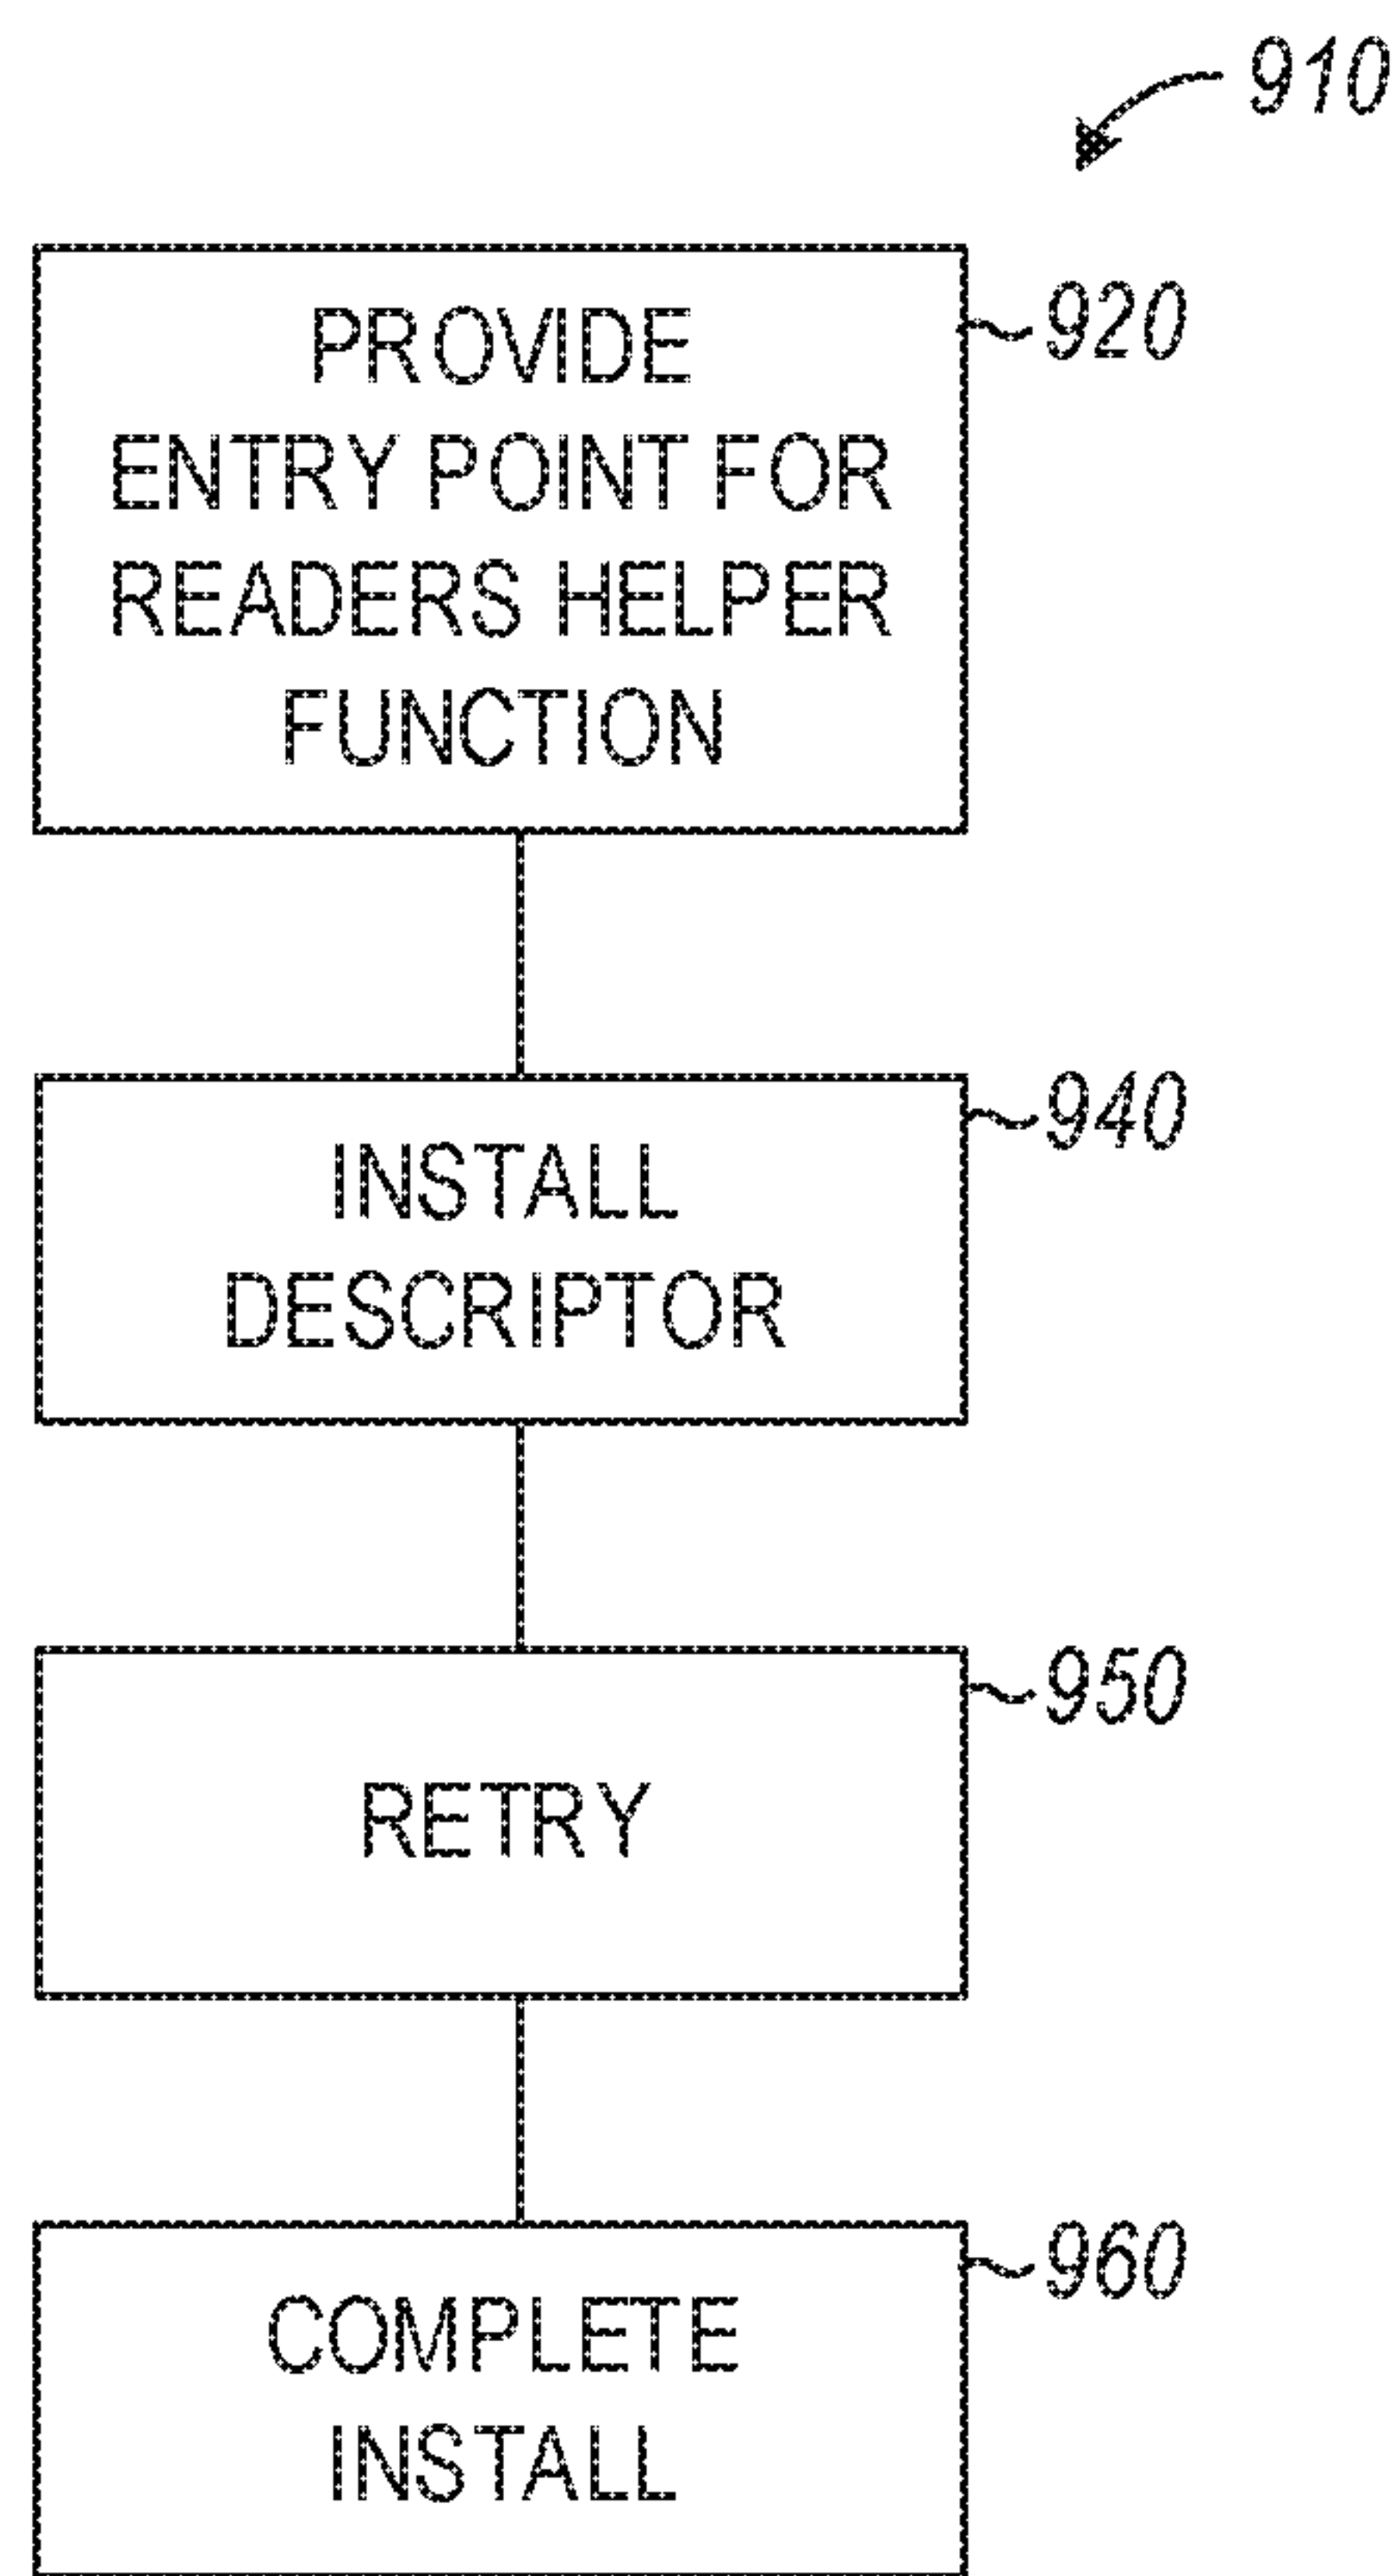 910
PROVIDE
ENTRY POINT FOR
READERS HELPER
FUNCTION
920
INSTALL
DESCRIPTOR
940
RETRY
950
COMPLETE
INSTALL
960